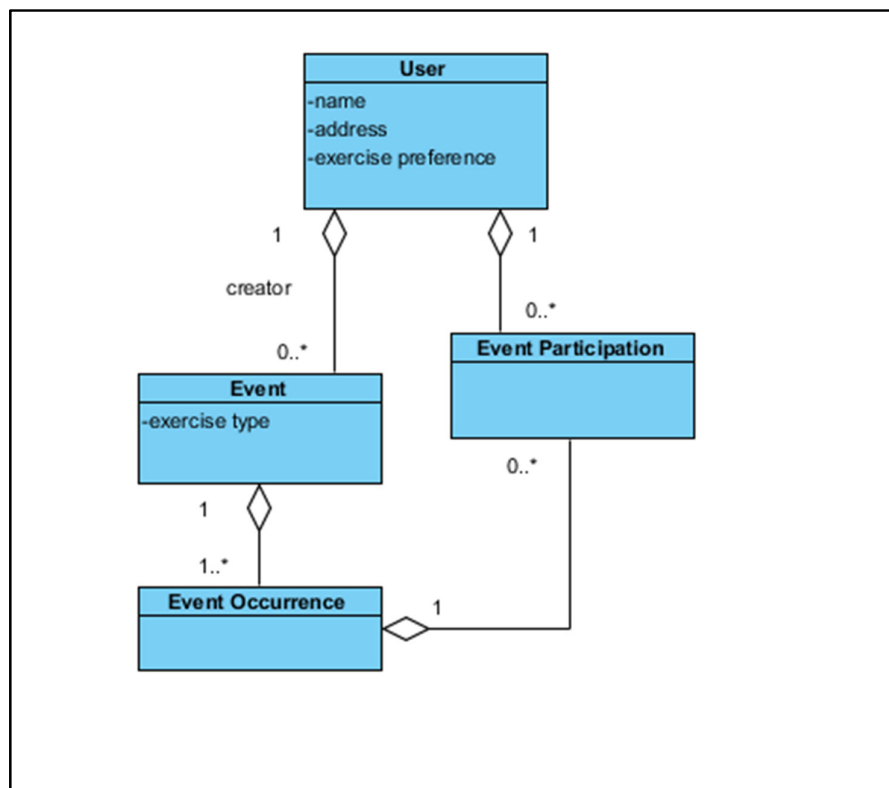 User
-name
-address
-exercise preference
1
1
creator
0..*
0..*
Event Participation
Event
-exercise type
0..*
1
1..*
Event Occurrence
1